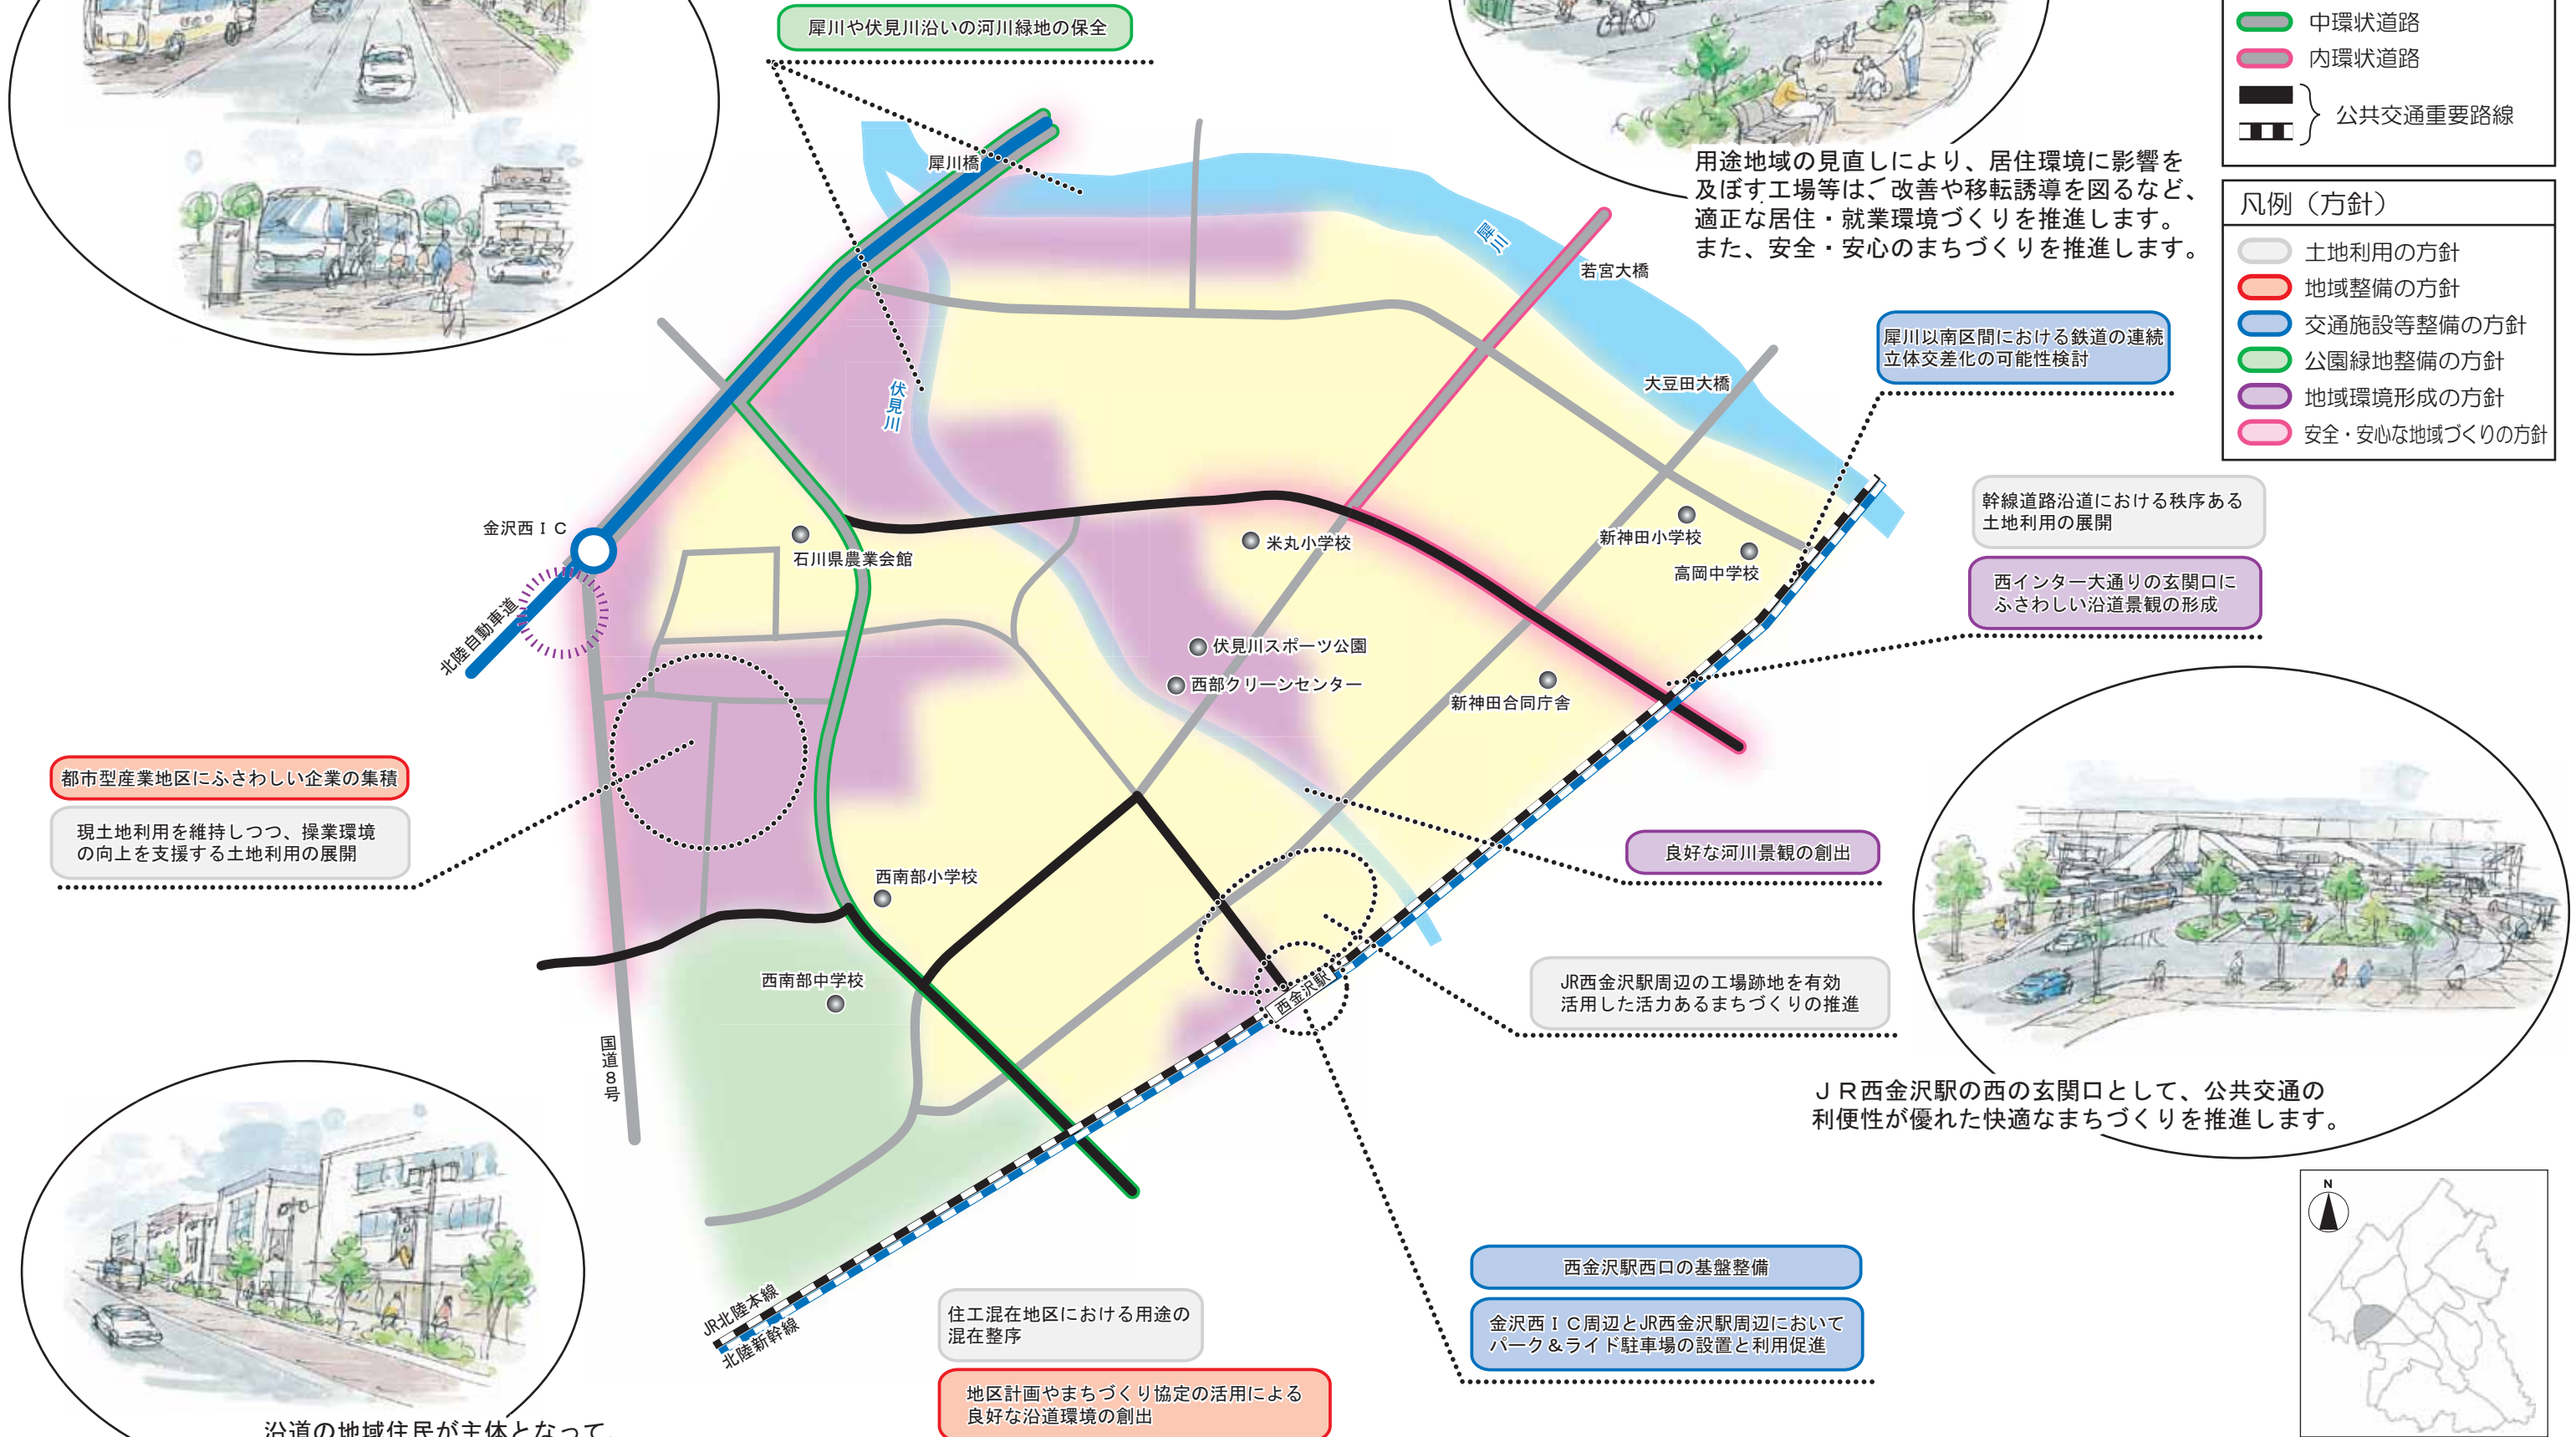 犀川や伏見川沿いの河川緑地の保全
中環状道路
内環状道路
公共交通重要路線
用途地域の見直しにより、居住環境に影響を
及ぼす工場等は、改善や移転誘導を図るなど、
適正な居住・就業環境づくりを推進します。
また、安全・安心のまちづくりを推進します。
凡例（方針）
土地利用の方針
地域整備の方針
交通施設等整備の方針
公園緑地整備の方針
地域環境形成の方針
安全・安心な地域づくりの方針
犀川橋
犀川
若宮大橋
大豆田大橋
伏見川
犀川以南区間における鉄道の連続
立体交差化の可能性検討
幹線道路沿道における秩序ある
土地利用の展開
西インター大通りの玄関口に
ふさわしい沿道景観の形成
金沢西ＩＣ
北陸自動車道
石川県農業会館
米丸小学校
新神田小学校
高岡中学校
伏見川スポーツ公園
西部クリーンセンター
新神田合同庁舎
都市型産業地区にふさわしい企業の集積
現土地利用を維持しつつ、操業環境
の向上を支援する土地利用の展開
西南部小学校
西南部中学校
国道８号
良好な河川景観の創出
西金沢駅
JR西金沢駅周辺の工場跡地を有効
活用した活力あるまちづくりの推進
ＪＲ西金沢駅の西の玄関口として、公共交通の
利便性が優れた快適なまちづくりを推進します。
JR北陸本線
北陸新幹線
住工混在地区における用途の
混在整序
地区計画やまちづくり協定の活用による
良好な沿道環境の創出
西金沢駅西口の基盤整備
金沢西ＩＣ周辺とJR西金沢駅周辺において
パーク＆ライド駐車場の設置と利用促進
N
沿道の地域住民が主体となって、